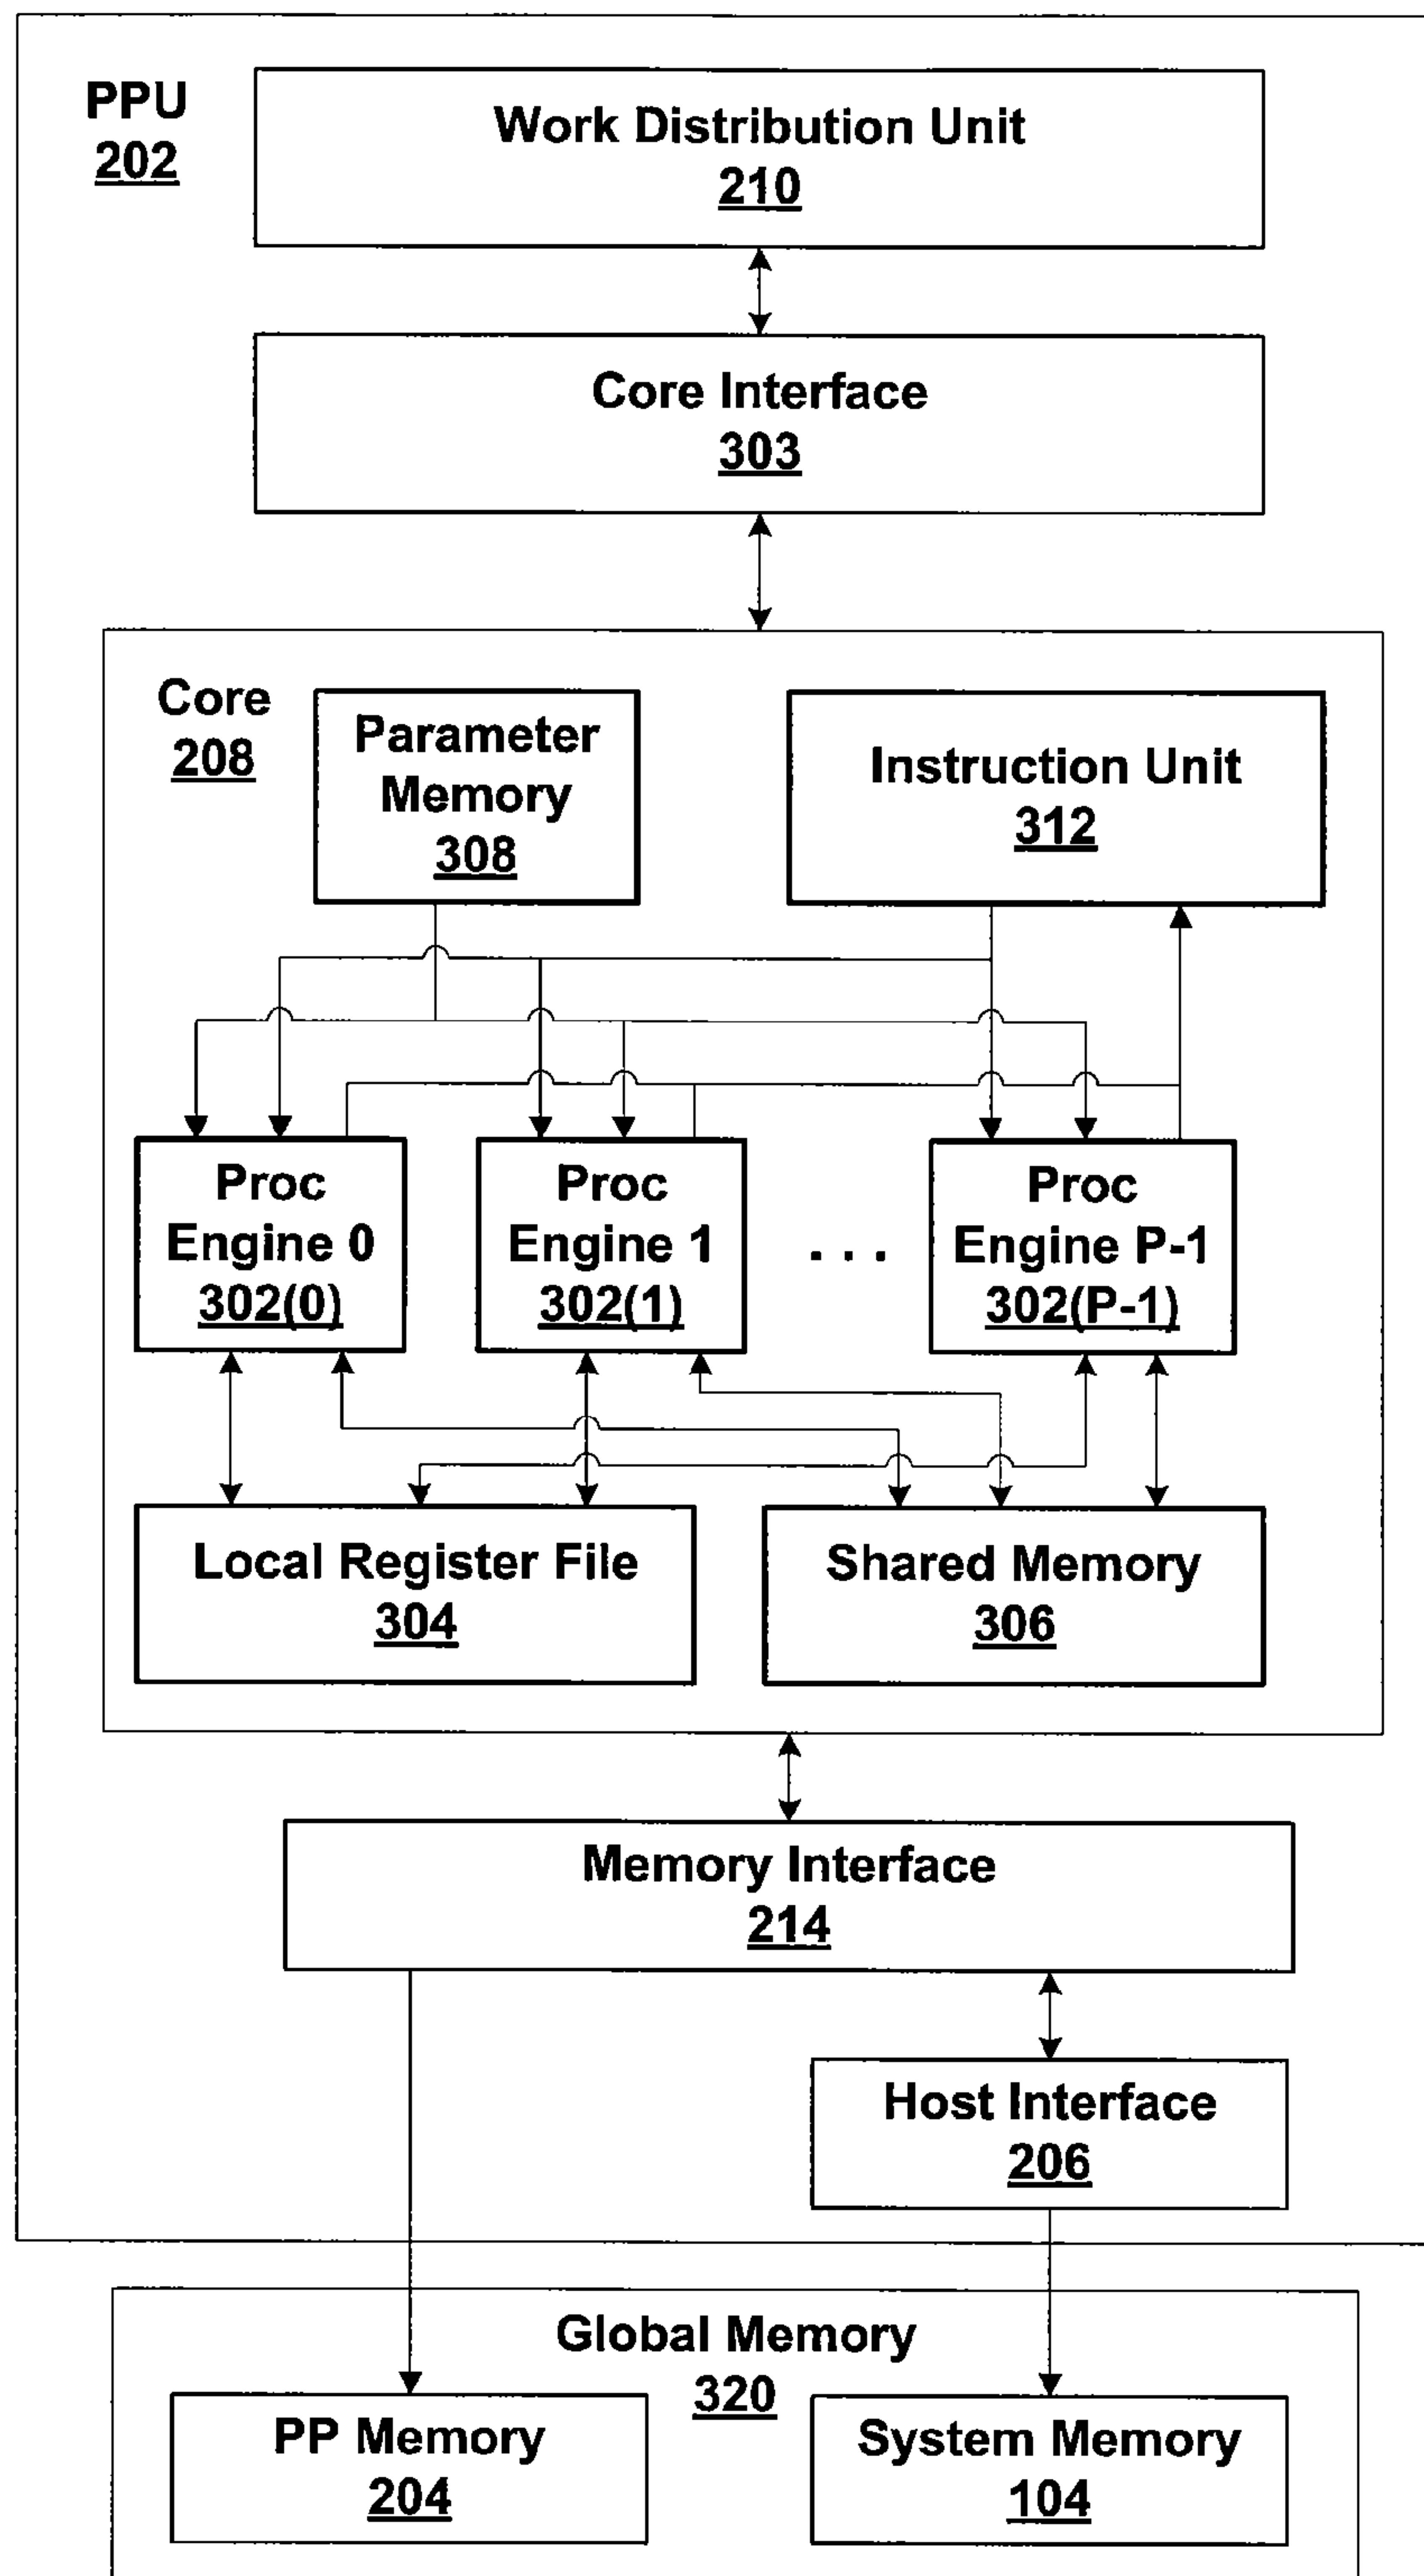 PPU
202
Work Distribution Unit
210
Core Interface
303
Core
208
Parameter
Memory
308
Instruction Unit
312
Proc
Engine 0
302(0)
Proc
Engine 1
302(1)
. . .
Proc
Engine P-1
302(P-1)
Local Register File
304
Shared Memory
306
Memory Interface
214
Host Interface
206
Global Memory
320
PP Memory
204
System Memory
104